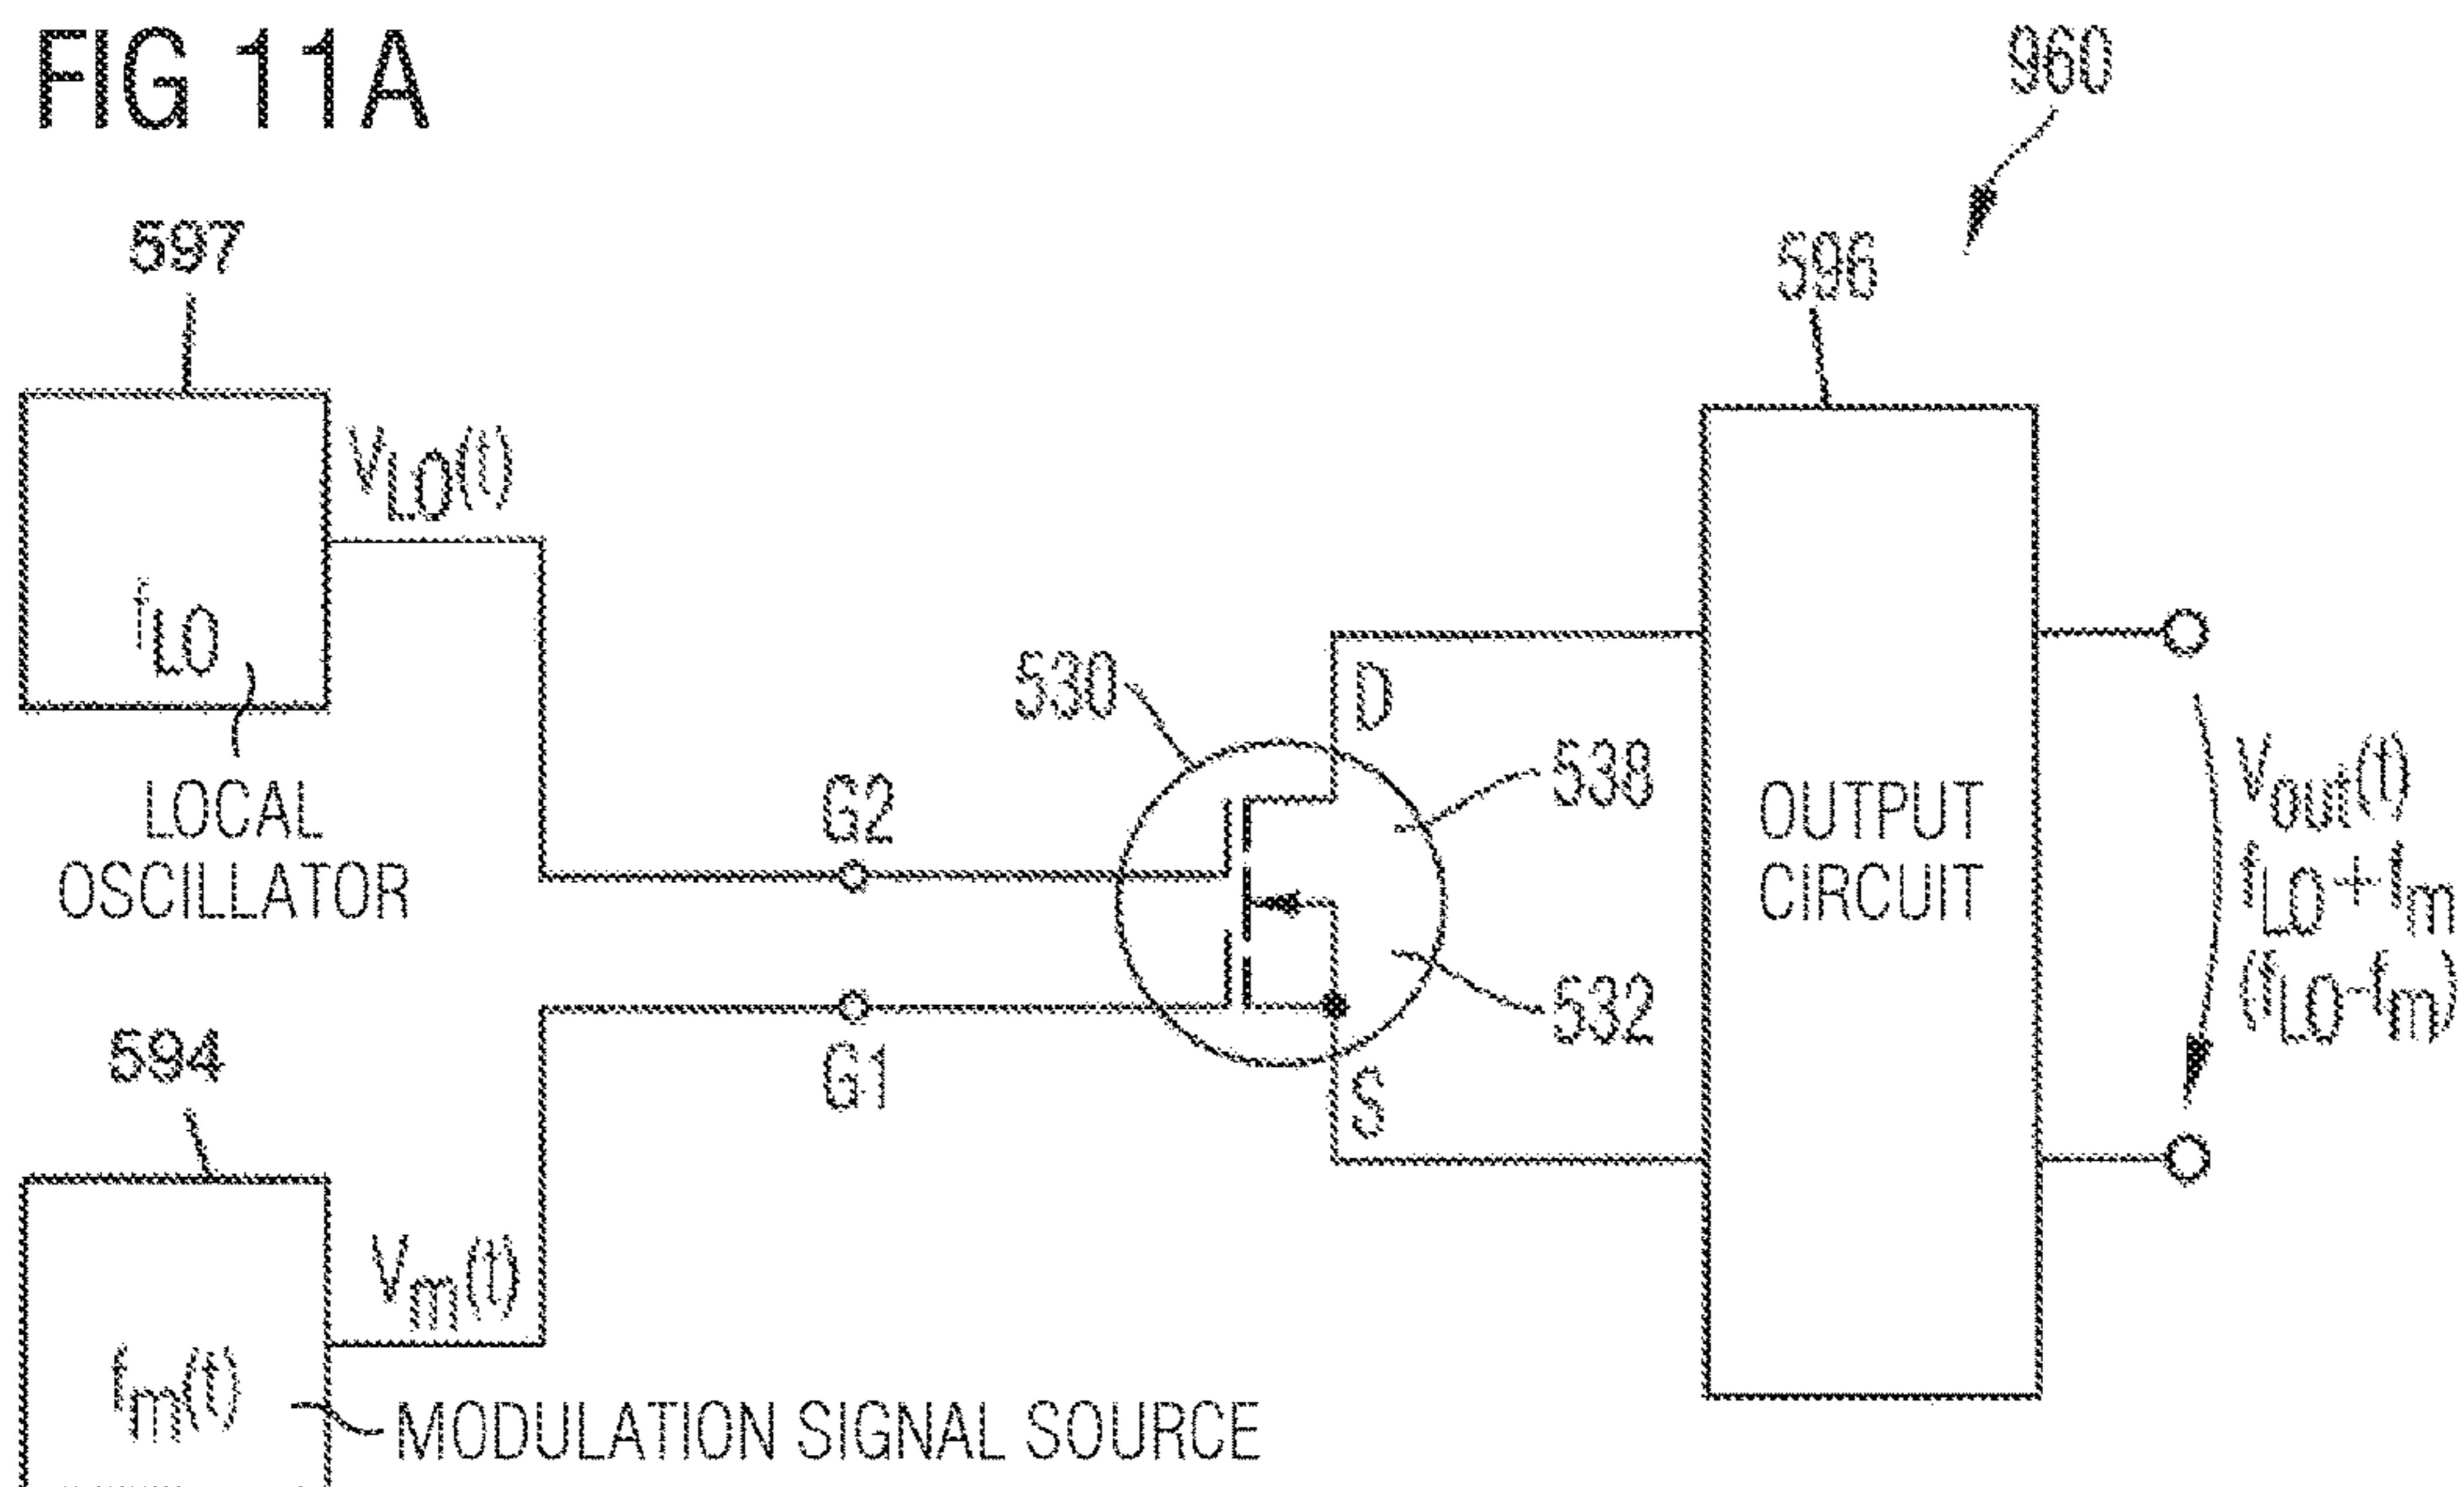 FIG 11A
960
597
596
VLO(t)
fLO
LOCAL
OSCILLATOR
530
D
538
G2
OUTPUT
CIRCUIT
Vout(t)
fLO+fm
(fLO-fm)
532
G1
S
594
Vm(t)
fm(t)
MODULATION SIGNAL SOURCE